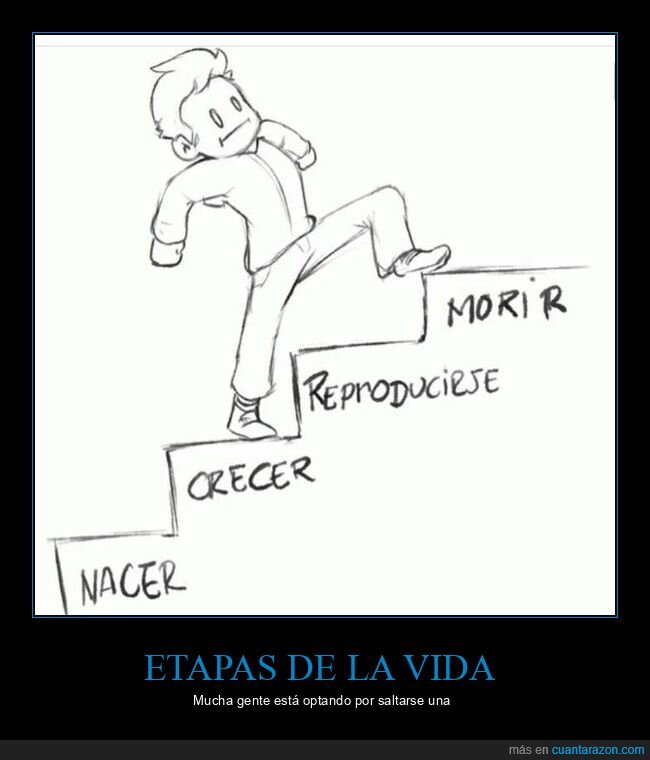 MORIR
REPRODUCIRSE
CRECER
NACER
ETAPAS DE LA VIDA
Mucha gente está optando por saltarse una
más en cuantarazon.com